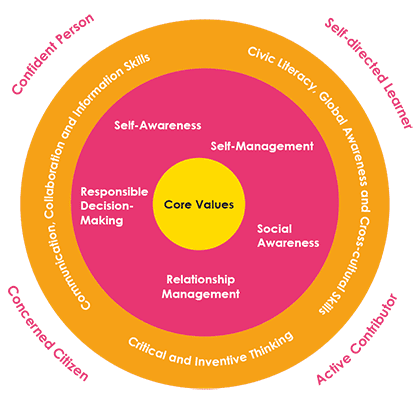 Confident Person
Self-directed Learner
Communication, Collaboration and Information Skills
Civic Literacy, Global Awareness and Cross-cultural Skills
Self-Awareness
Self-Management
Responsible
Decision-
Making
Core Values
Social
Awareness
Relationship
Management
Critical and Inventive Thinking
Concerned Citizen
Active Contributor